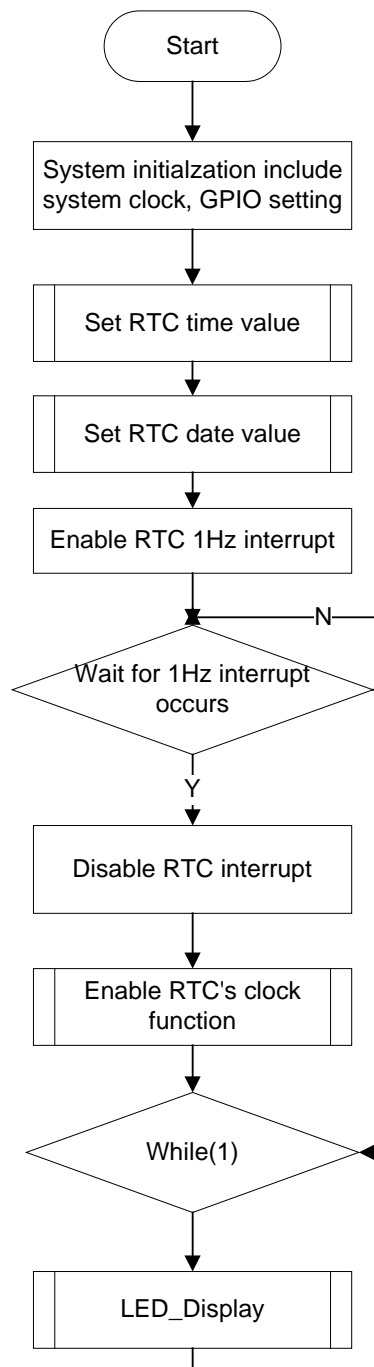 Start
System initialzation include
system clock, GPIO setting
Set RTC time value
Set RTC date value
Enable RTC 1Hz interrupt
N
Wait for 1Hz interrupt
occurs
Y
Disable RTC interrupt
Enable RTC's clock
function
While(1)
LED_Display